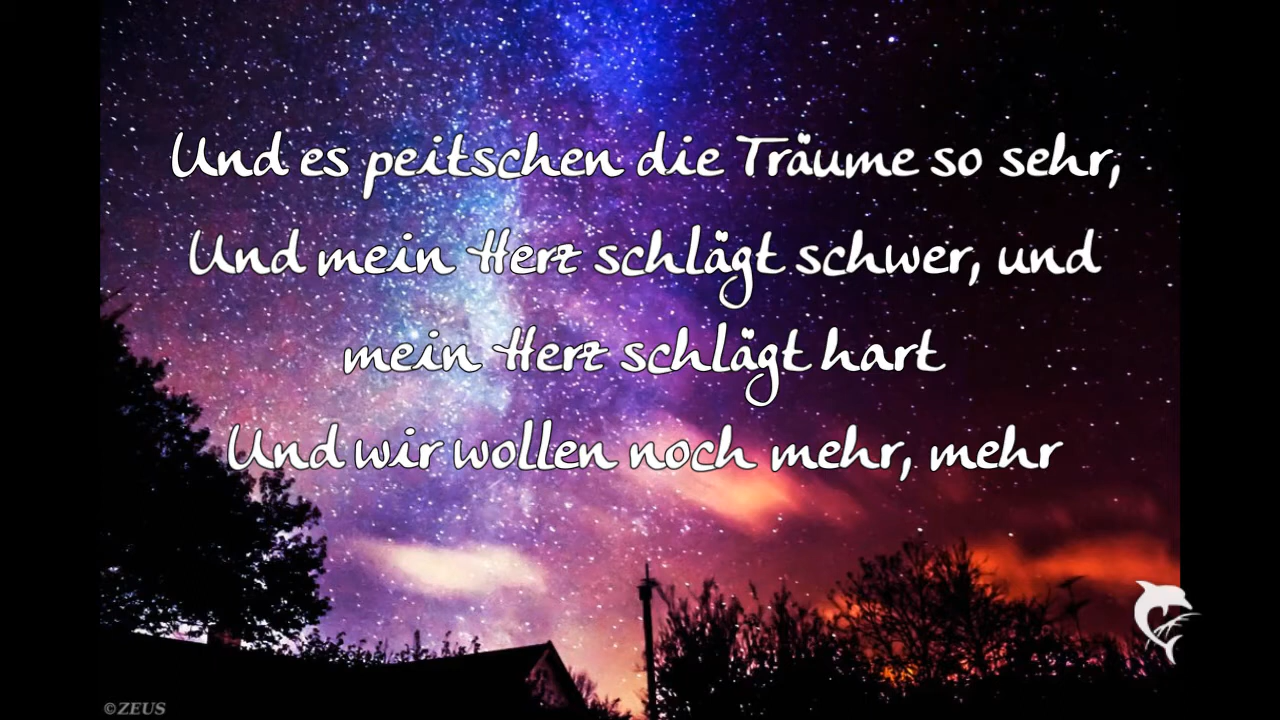 Und es peitschen die Träume so sehr,
Und mein Herz schlägt schwer, und
mein Herz schlägt hart
Und wir wollen noch mehr, mehr
©ZEUS